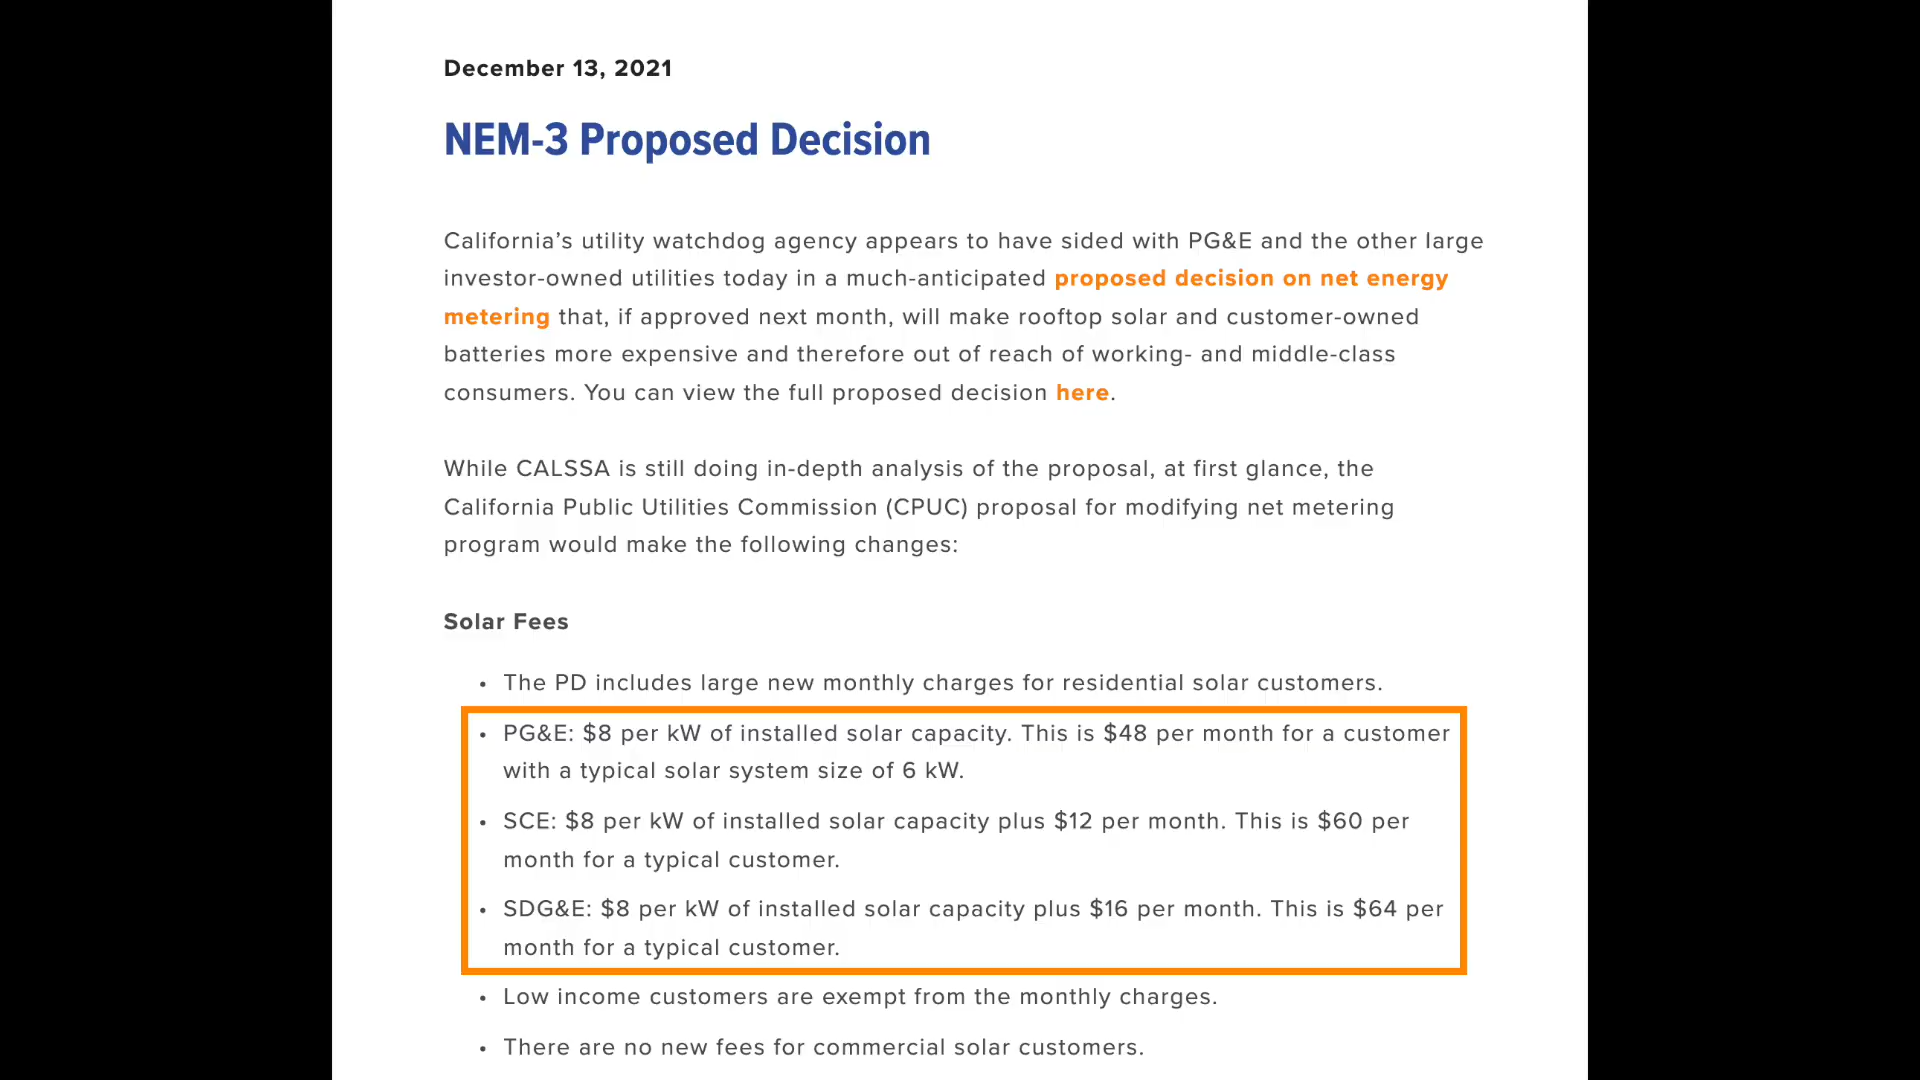 December 13, 2021
NEM-3 Proposed Decision
California’s utility watchdog agency appears to have sided with PG&E and the other large
investor-owned utilities today in a much-anticipated proposed decision on net energy
metering that, if approved next month, will make rooftop solar and customer-owned
batteries more expensive and therefore out of reach of working- and middle-class
consumers. You can view the full proposed decision here.
While CALSSA is still doing in-depth analysis of the proposal, at first glance, the
California Public Utilities Commission (CPUC) proposal for modifying net metering
program would make the following changes:
Solar Fees
• The PD includes large new monthly charges for residential solar customers.
• PG&E: $8 per kW of installed solar capacity. This is $48 per month for a customer
with a typical solar system size of 6 kW.
• SCE: $8 per kW of installed solar capacity plus $12 per month. This is $60 per
month for a typical customer.
• SDG&E: $8 per kW of installed solar capacity plus $16 per month. This is $64 per
month for a typical customer.
• Low income customers are exempt from the monthly charges.
• There are no new fees for commercial solar customers.